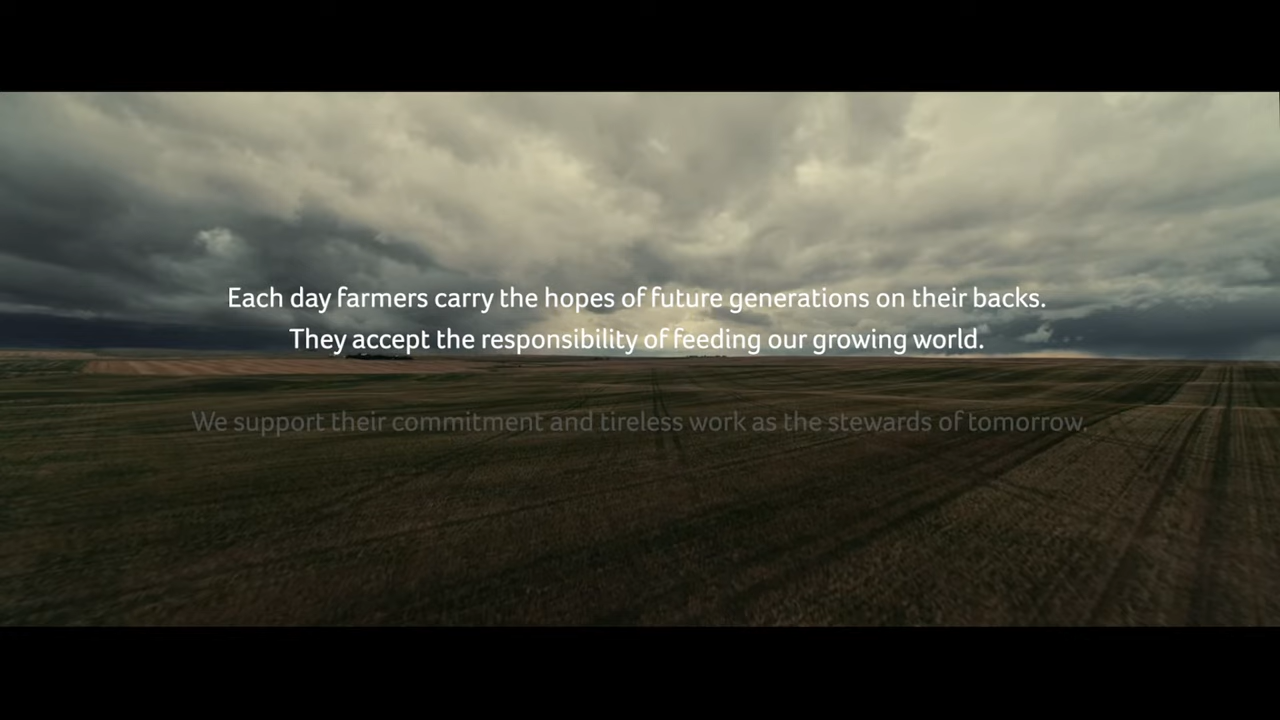 Each day farmers carry the hopes of future generations on their backs.
They accept the responsibility of feeding our growing world.
We support their commitment and tireless work as the stewards of tomorrow.